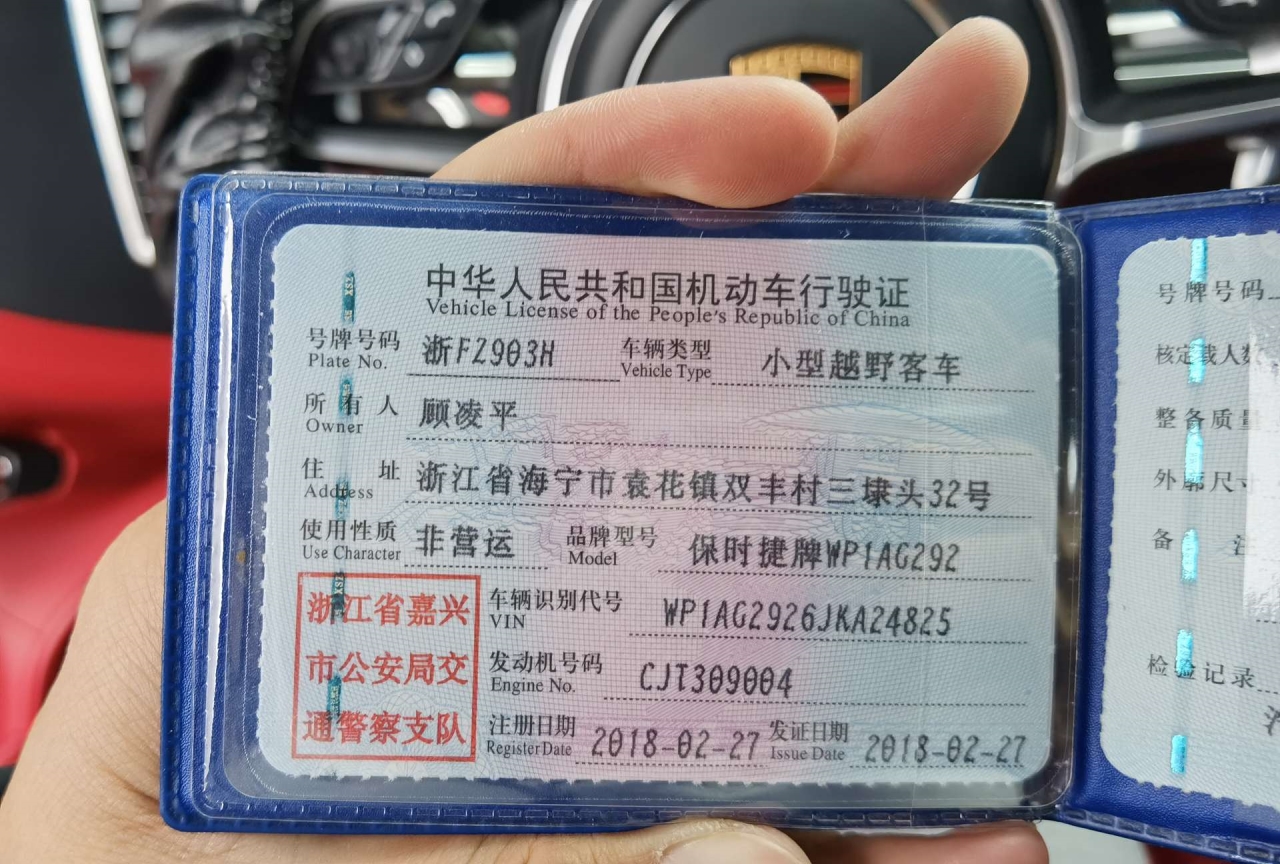 中华人民共和国机动车行驶证
Vehicle License of the People's Republic of China
号牌号码 浙FZ903H 车辆类型 小型越野客车
Plate No. Vehicle Type
所有人 顾凌平
Owner
住址 浙江省海宁市袁花镇双丰村三埭头32号
Address
使用性质 非营运 品牌型号 保时捷牌WP1AG292
Use Character Model
浙江省嘉兴
市公安局交
通警察支队
车辆识别代号 WP1AG2926JKA24825
VIN
发动机号码 CJT309004
Engine No.
注册日期 2018-02-27 发证日期 2018-02-27
Register Date Issue Date
号牌号码
核定载人数
整备质量
外廓尺寸
备注
检验记录